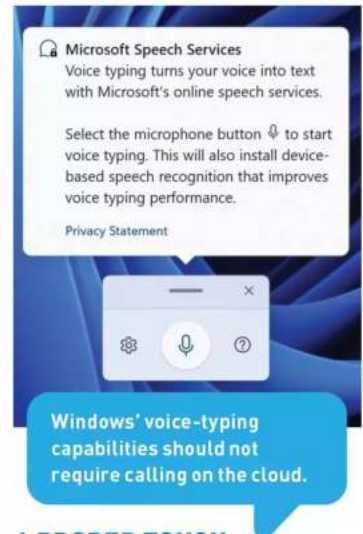 Microsoft Speech Services
Voice typing turns your voice into text
with Microsoft's online speech services.
Select the microphone button to start
voice typing. This will also install device-
based speech recognition that improves
voice typing performance.
Privacy Statement
Windows' voice-typing
capabilities should not
require calling on the cloud.